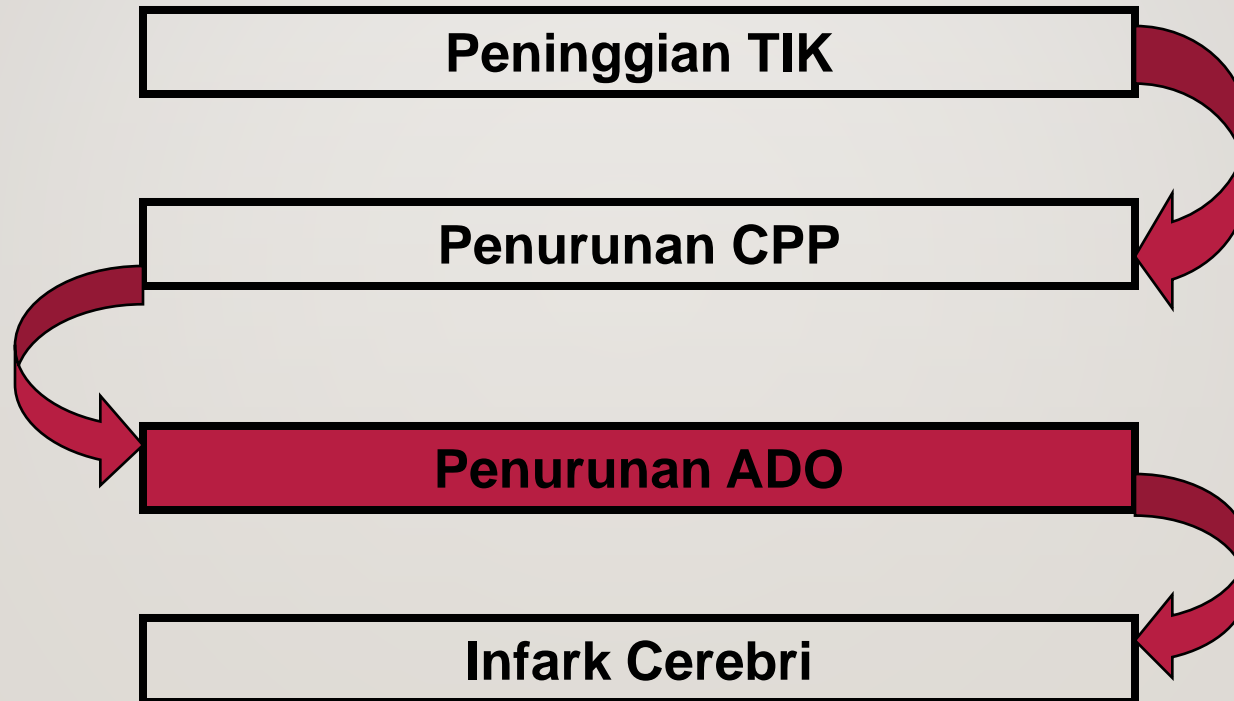 Peninggian TIK
Penurunan CPP
Penurunan ADO
Infark Cerebri